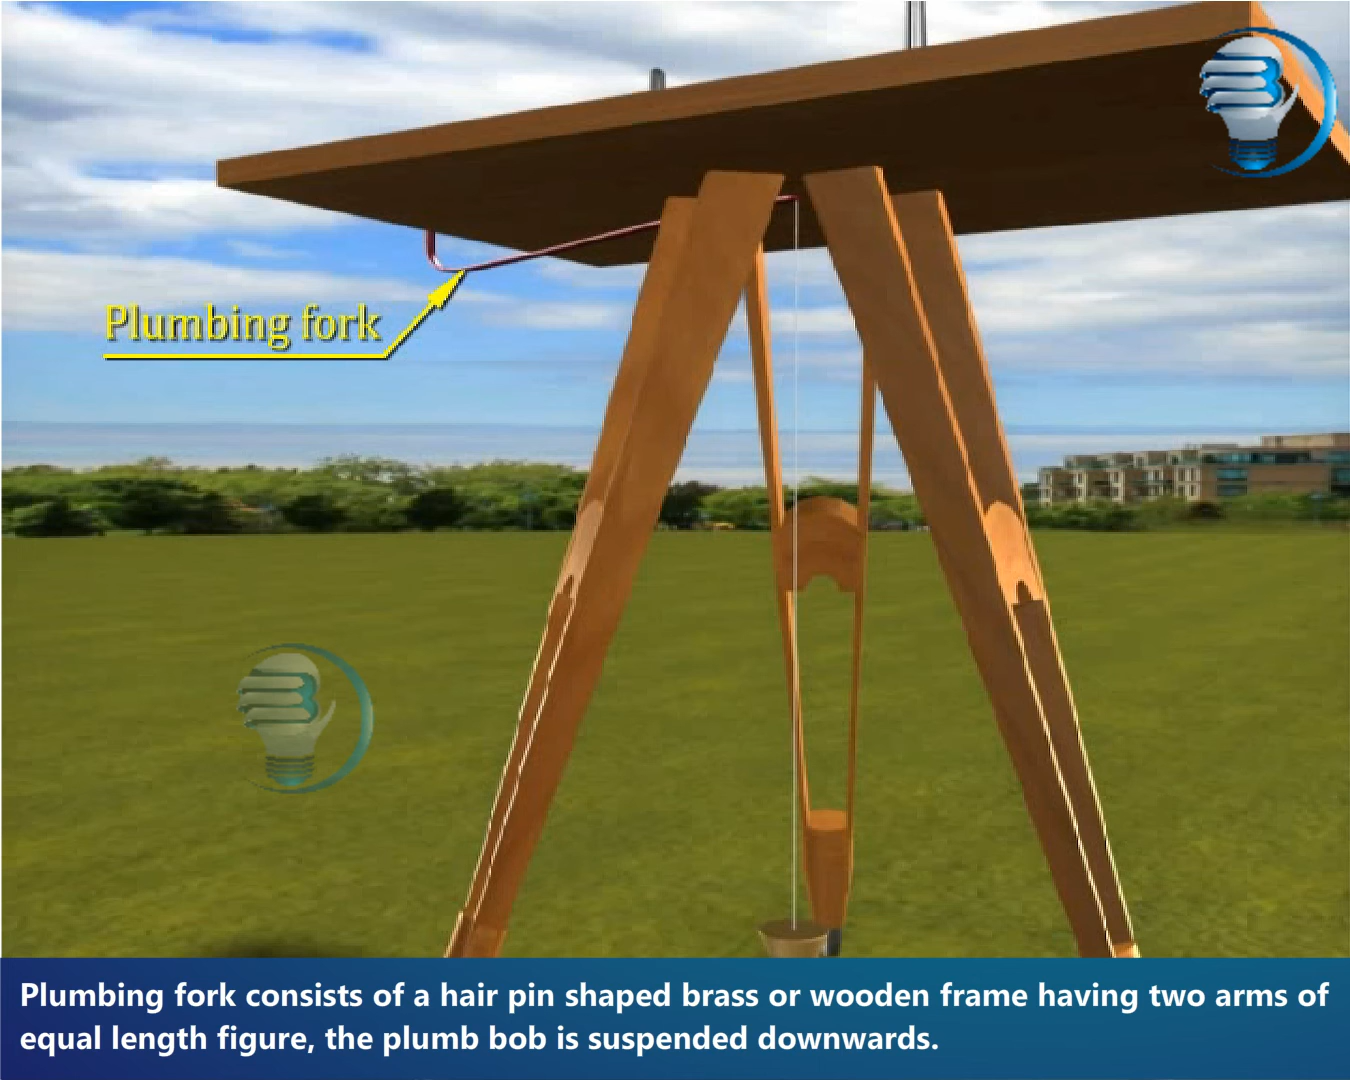 Plumbing fork
Plumbing fork consists of a hair pin shaped brass or wooden frame having two arms of
equal length figure, the plumb bob is suspended downwards.